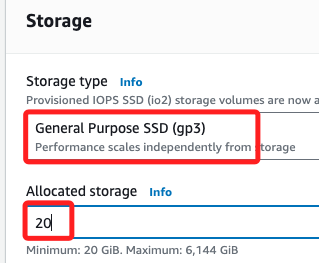 Storage
Storage type Info
Provisioned IOPS SSD (io2) storage volumes are now a
General Purpose SSD (gp3)
Performance scales independently from storage
Allocated storage Info
20
Minimum: 20 GiB. Maximum: 6,144 GiB